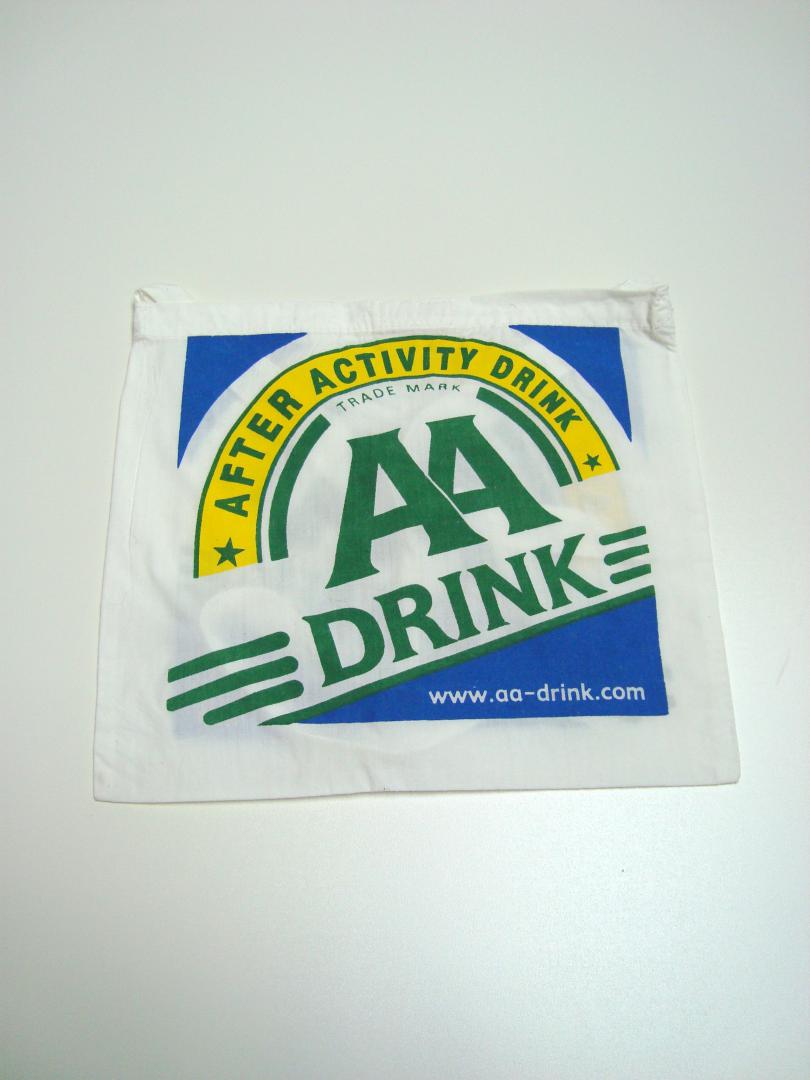 AFTER ACTIVITY DRINK
TRADE MARK
AA
DRINK
www.aa-drink.com